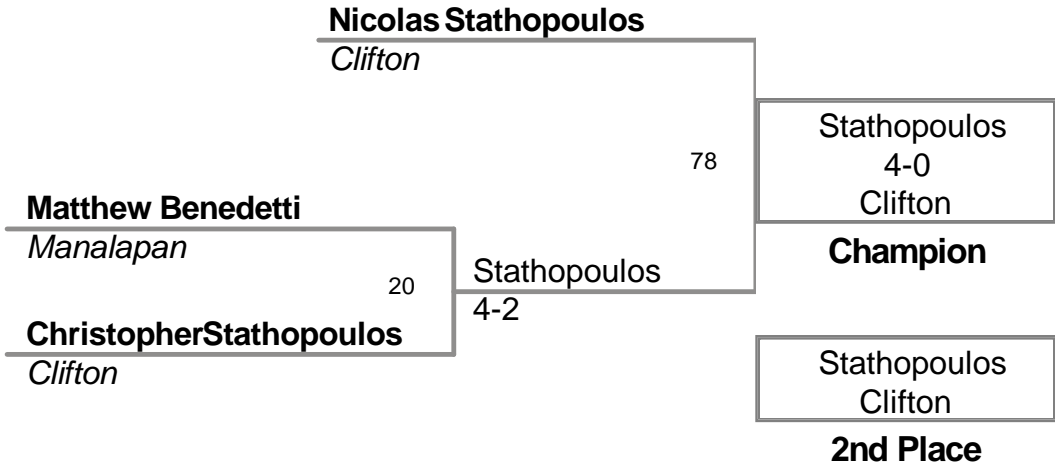 Nicolas Stathopoulos
Clifton
Stathopoulos
4-0
Clifton
Champion
78
Matthew Benedetti
Manalapan
20
Stathopoulos
4-2
ChristopherStathopoulos
Clifton
Stathopoulos
Clifton
2nd Place